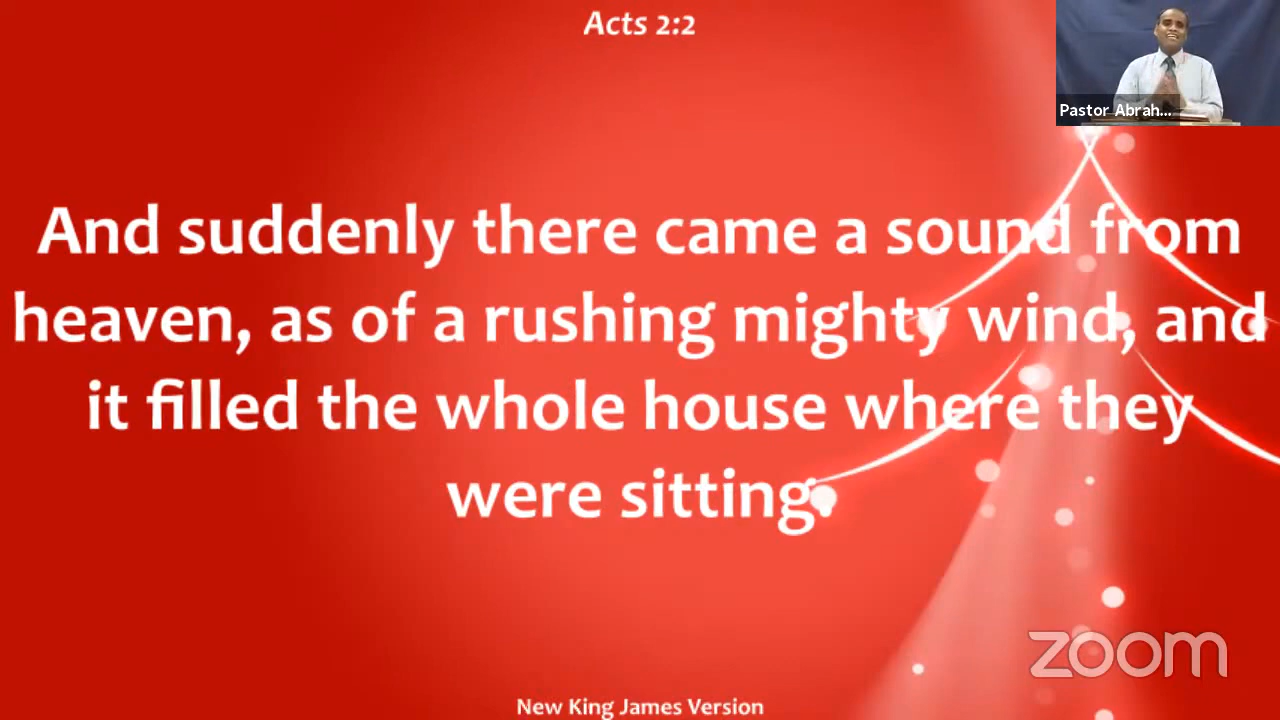 Acts 2:2
Pastor Abrah...
And suddenly there came a sound from
heaven, as of a rushing mighty wind, and
it filled the whole house where they
were sitting.
zoom
New King James Version